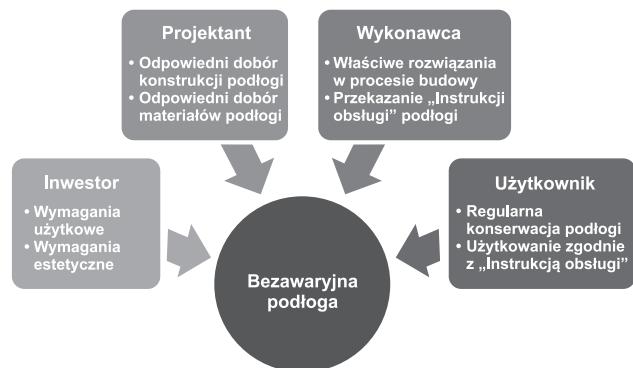 Projektant
• Odpowiedni dobór
konstrukcji podłogi
• Odpowiedni dobór
materiałów podłogi
Wykonawca
• Właściwe rozwiązania
w procesie budowy
• Przekazanie „Instrukcji
obsługi” podłogi
Inwestor
• Wymagania
użytkowe
• Wymagania
estetyczne
Użytkownik
• Regularna
konserwacja podłogi
• Użytkowanie zgodnie
z „Instrukcją obsługi”
Bezawaryjna
podłoga